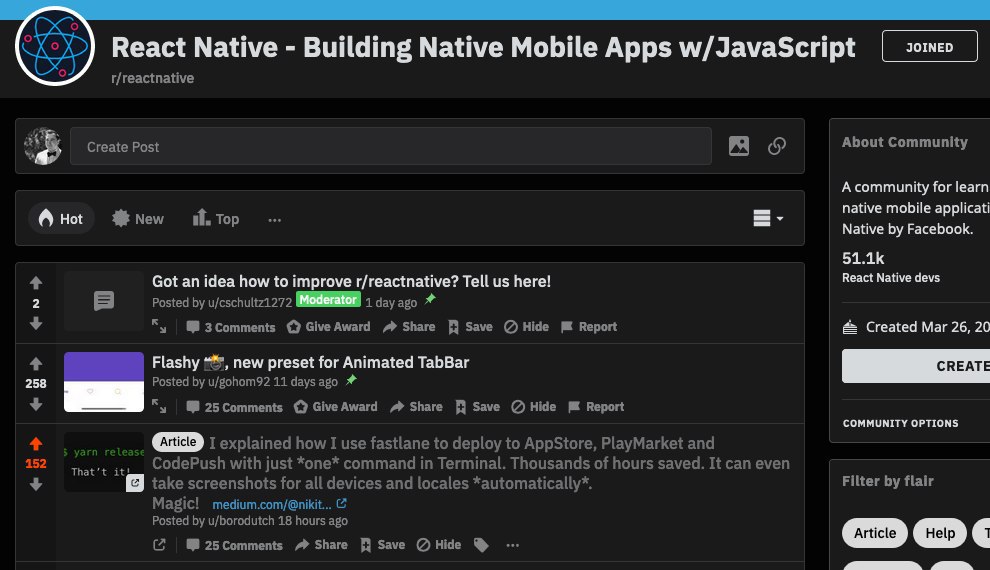 React Native - Building Native Mobile Apps w/JavaScript
JOINED
r/reactnative
Create Post
About Community
A community for learn
native mobile applicati
Native by Facebook.
51.1k
React Native devs
Created Mar 26, 20
CREATE
COMMUNITY OPTIONS
Filter by flair
Article
Help
Hot
New
Top
...
Got an idea how to improve r/reactnative? Tell us here!
2
Posted by u/cschultz1272 Moderator 1 day ago
3 Comments Give Award Share Save Hide Report
Flashy 📸, new preset for Animated TabBar
258
Posted by u/gohom92 11 days ago
25 Comments Give Award Share Save Hide Report
152
$ yarn release
That't it!
Article I explained how I use fastlane to deploy to AppStore, PlayMarket and
CodePush with just *one* command in Terminal. Thousands of hours saved. It can even
take screenshots for all devices and locales *automatically*.
Magic! medium.com/@nikit...
Posted by u/borodutch 18 hours ago
25 Comments Share Save Hide ...